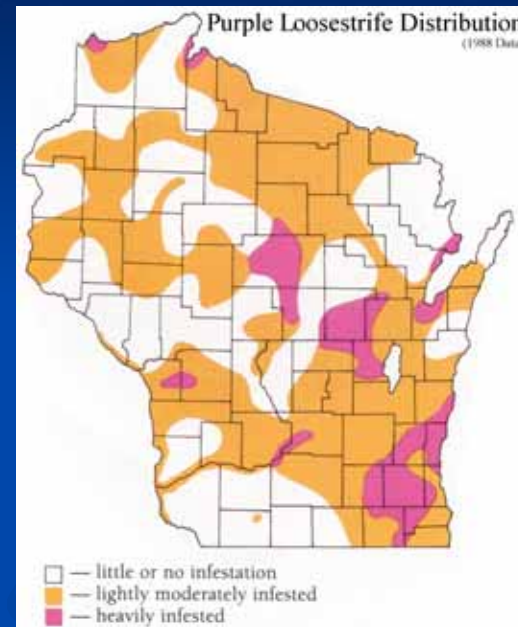 Purple Loosestrife Distribution
(1988 Data
— little or no infestation
— lightly moderately infested
— heavily infested